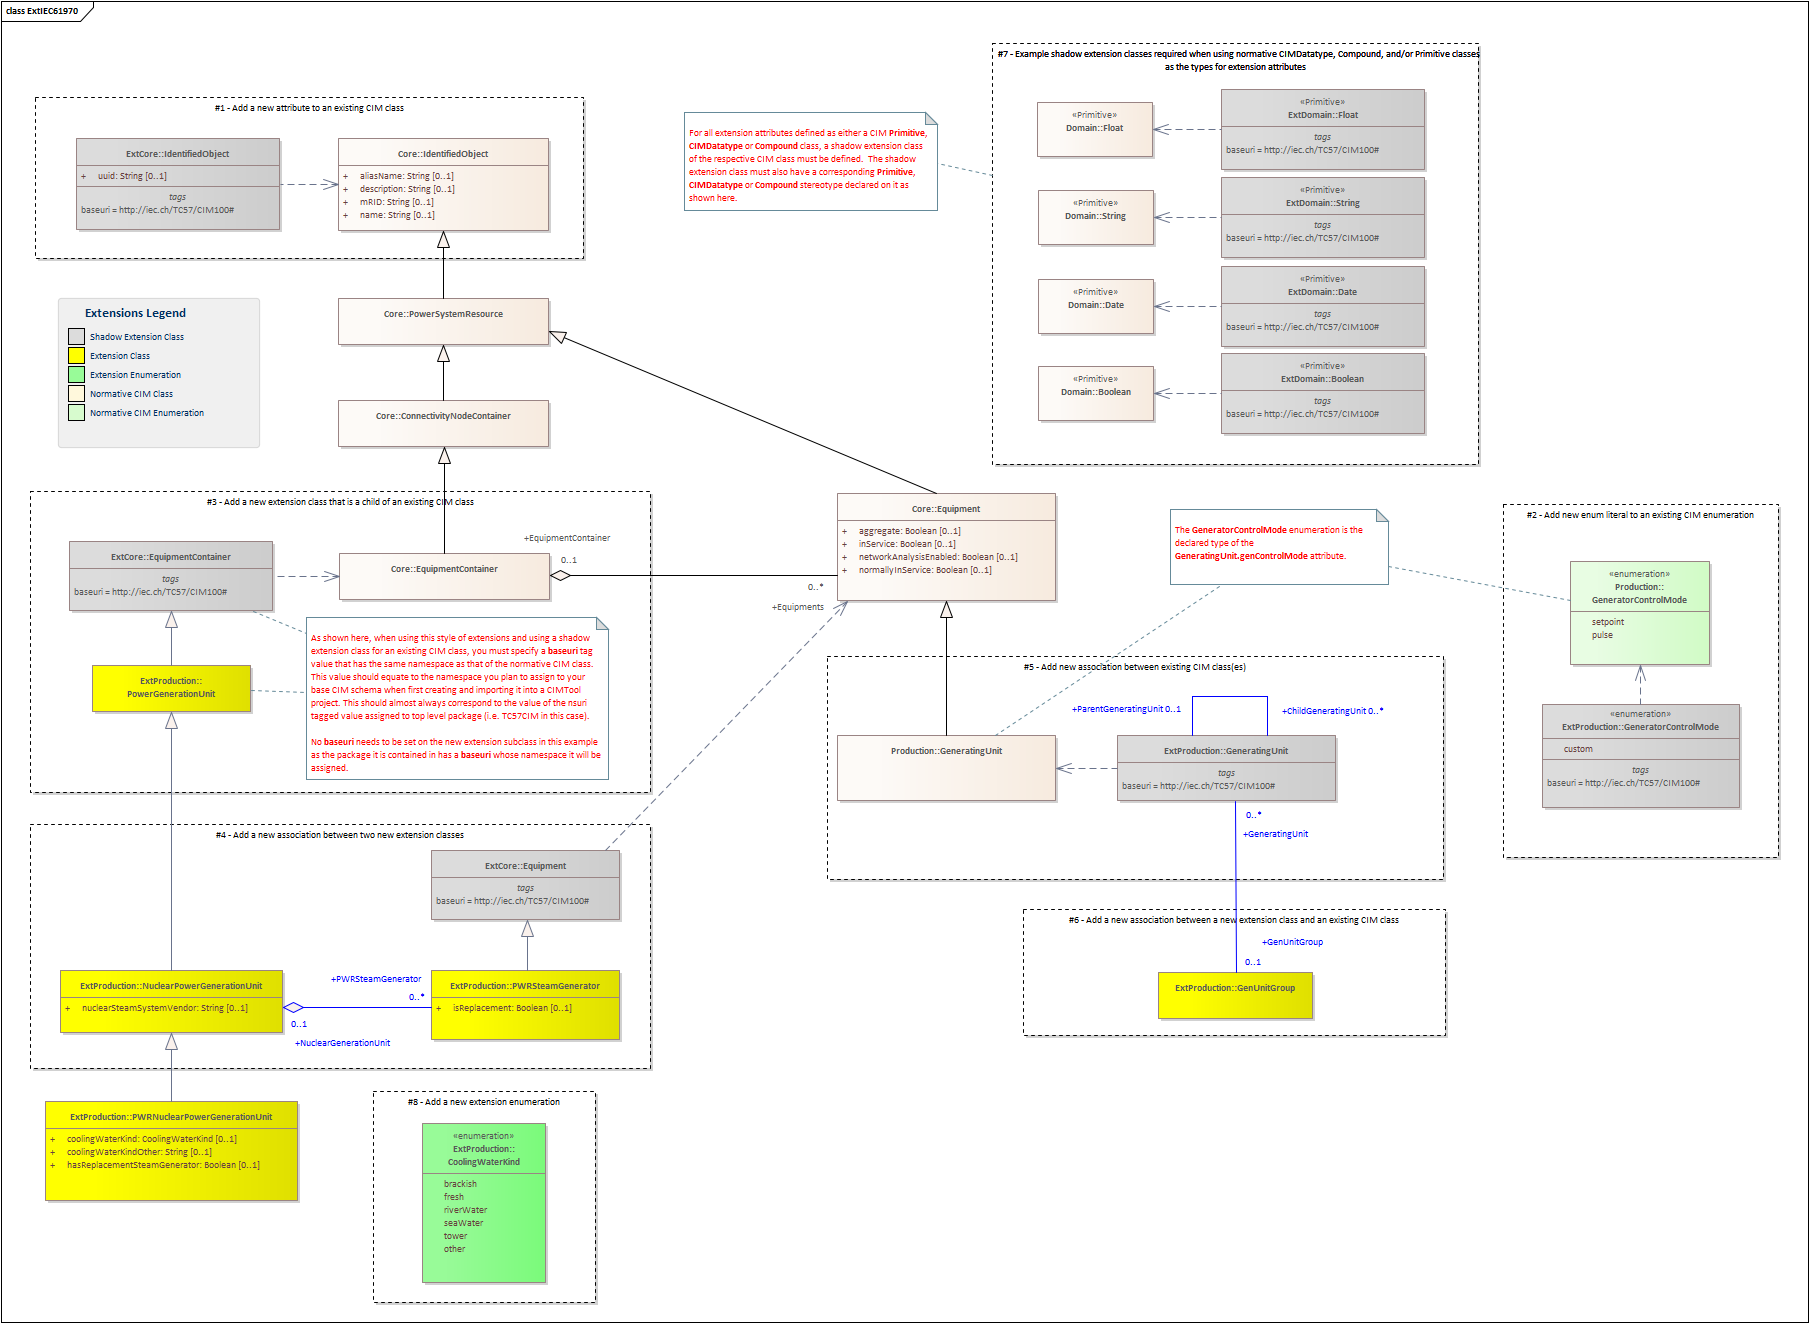 class ExtIEC61970
#1 - Add a new attribute to an existing CIM class
ExtCore::IdentifiedObject
+ uuid: String [0..1]
tags
baseuri = http://iec.ch/TC57/CIM100#
Core::IdentifiedObject
+ aliasName: String [0..1]
+ description: String [0..1]
+ mRID: String [0..1]
+ name: String [0..1]
For all extension attributes defined as either a CIM Primitive,
CIMDatatype or Compound class, a shadow extension class
of the respective CIM class must be defined. The shadow
extension class must also have a corresponding Primitive,
CIMDatatype or Compound stereotype declared on it as
shown here.
#7 - Example shadow extension classes required when using normative CIMDatatype, Compound, and/or Primitive classes
as the types for extension attributes
«Primitive»
Domain::Float
«Primitive»
ExtDomain::Float
tags
baseuri = http://iec.ch/TC57/CIM100#
«Primitive»
Domain::String
«Primitive»
ExtDomain::String
tags
baseuri = http://iec.ch/TC57/CIM100#
«Primitive»
Domain::Date
«Primitive»
ExtDomain::Date
tags
baseuri = http://iec.ch/TC57/CIM100#
«Primitive»
Domain::Boolean
«Primitive»
ExtDomain::Boolean
tags
baseuri = http://iec.ch/TC57/CIM100#
Extensions Legend
Shadow Extension Class
Extension Class
Extension Enumeration
Normative CIM Class
Normative CIM Enumeration
Core::PowerSystemResource
Core::ConnectivityNodeContainer
#3 - Add a new extension class that is a child of an existing CIM class
ExtCore::EquipmentContainer
tags
baseuri = http://iec.ch/TC57/CIM100#
Core::EquipmentContainer
+EquipmentContainer
0..1
0..*
+Equipments
Core::Equipment
+ aggregate: Boolean [0..1]
+ inService: Boolean [0..1]
+ networkAnalysisEnabled: Boolean [0..1]
+ normallyInService: Boolean [0..1]
The GeneratorControlMode enumeration is the
declared type of the
GeneratingUnit.genControlMode attribute.
#2 - Add new enum literal to an existing CIM enumeration
«enumeration»
Production::
GeneratorControlMode
setpoint
pulse
«enumeration»
ExtProduction::GeneratorControlMode
custom
tags
baseuri = http://iec.ch/TC57/CIM100#
ExtProduction::
PowerGenerationUnit
As shown here, when using this style of extensions and using a shadow
extension class for an existing CIM class, you must specify a baseuri tag
value that has the same namespace as that of the normative CIM class.
This value should equate to the namespace you plan to assign to your
base CIM schema when first creating and importing it into a CIMTool
project. This should almost always correspond to the value of the nsuri
tagged value assigned to top level package (i.e. TC57CIM in this case).
No baseuri needs to be set on the new extension subclass in this example
as the package it is contained in has a baseuri whose namespace it will be
assigned.
#5 - Add new association between existing CIM class(es)
+ParentGeneratingUnit 0..1
+ChildGeneratingUnit 0..*
Production::GeneratingUnit
ExtProduction::GeneratingUnit
tags
baseuri = http://iec.ch/TC57/CIM100#
0..*
+GeneratingUnit
#4 - Add a new association between two new extension classes
ExtCore::Equipment
tags
baseuri = http://iec.ch/TC57/CIM100#
#6 - Add a new association between a new extension class and an existing CIM class
+GenUnitGroup
0..1
ExtProduction::GenUnitGroup
ExtProduction::NuclearPowerGenerationUnit
+ nuclearSteamSystemVendor: String [0..1]
+PWRSteamGenerator
0..*
0..1
+NuclearGenerationUnit
ExtProduction::PWRSteamGenerator
+ isReplacement: Boolean [0..1]
ExtProduction::PWRNuclearPowerGenerationUnit
+ coolingWaterKind: CoolingWaterKind [0..1]
+ coolingWaterKindOther: String [0..1]
+ hasReplacementSteamGenerator: Boolean [0..1]
#8 - Add a new extension enumeration
«enumeration»
ExtProduction::
CoolingWaterKind
brackish
fresh
riverWater
seaWater
tower
other